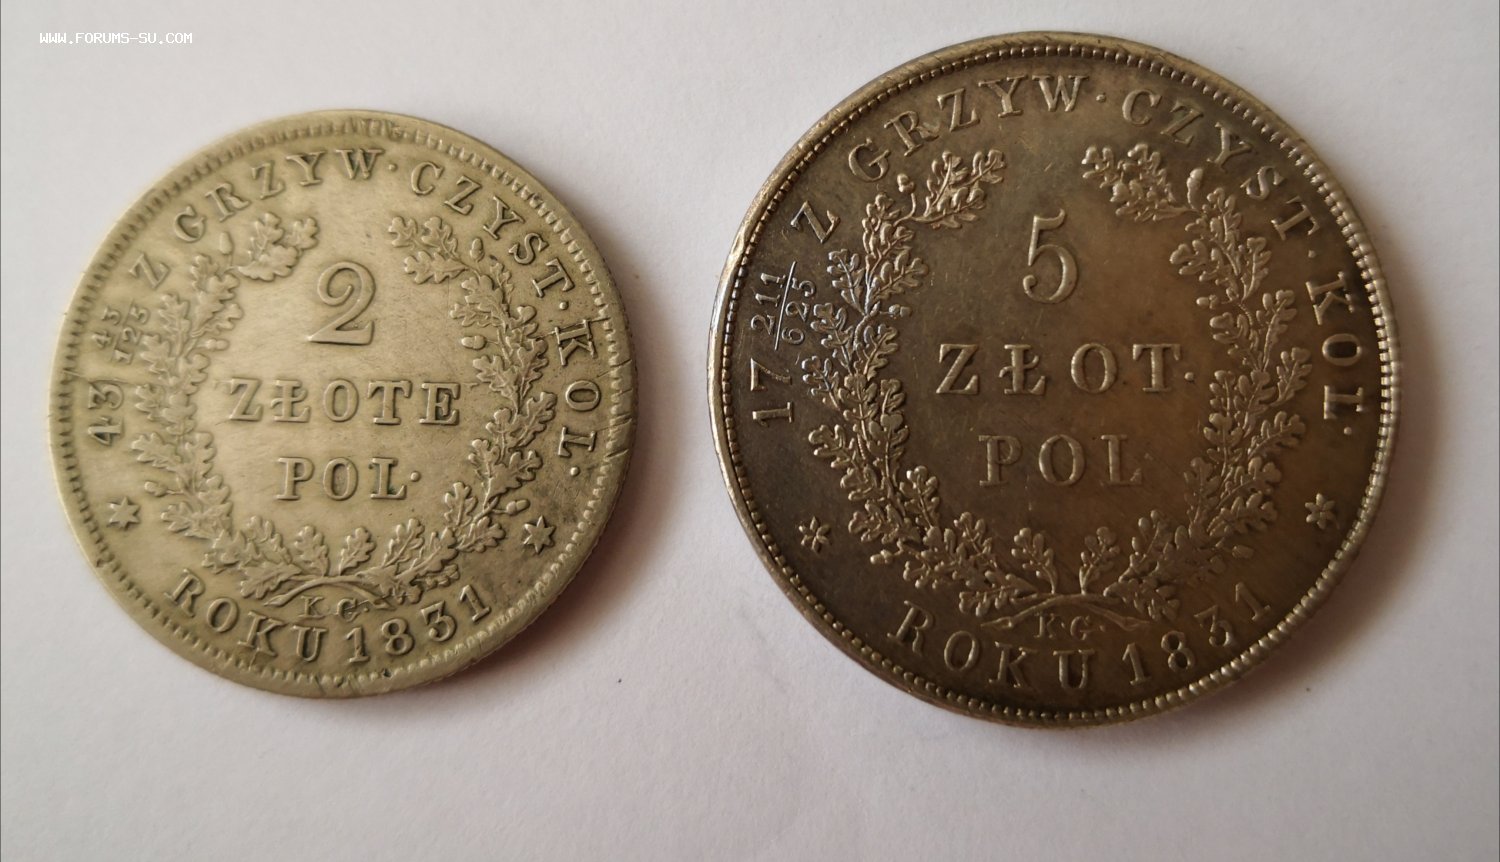 WWW.FORUMS-SU.COM
43 43/125 Z GRZYW· CZYST· KOL·
2
ZŁOTE
POL·
K.G.
ROKU 1831
17 211/625 Z GRZYW· CZYST· KOL·
5
ZŁOT·
POL
K·G·
ROKU 1831